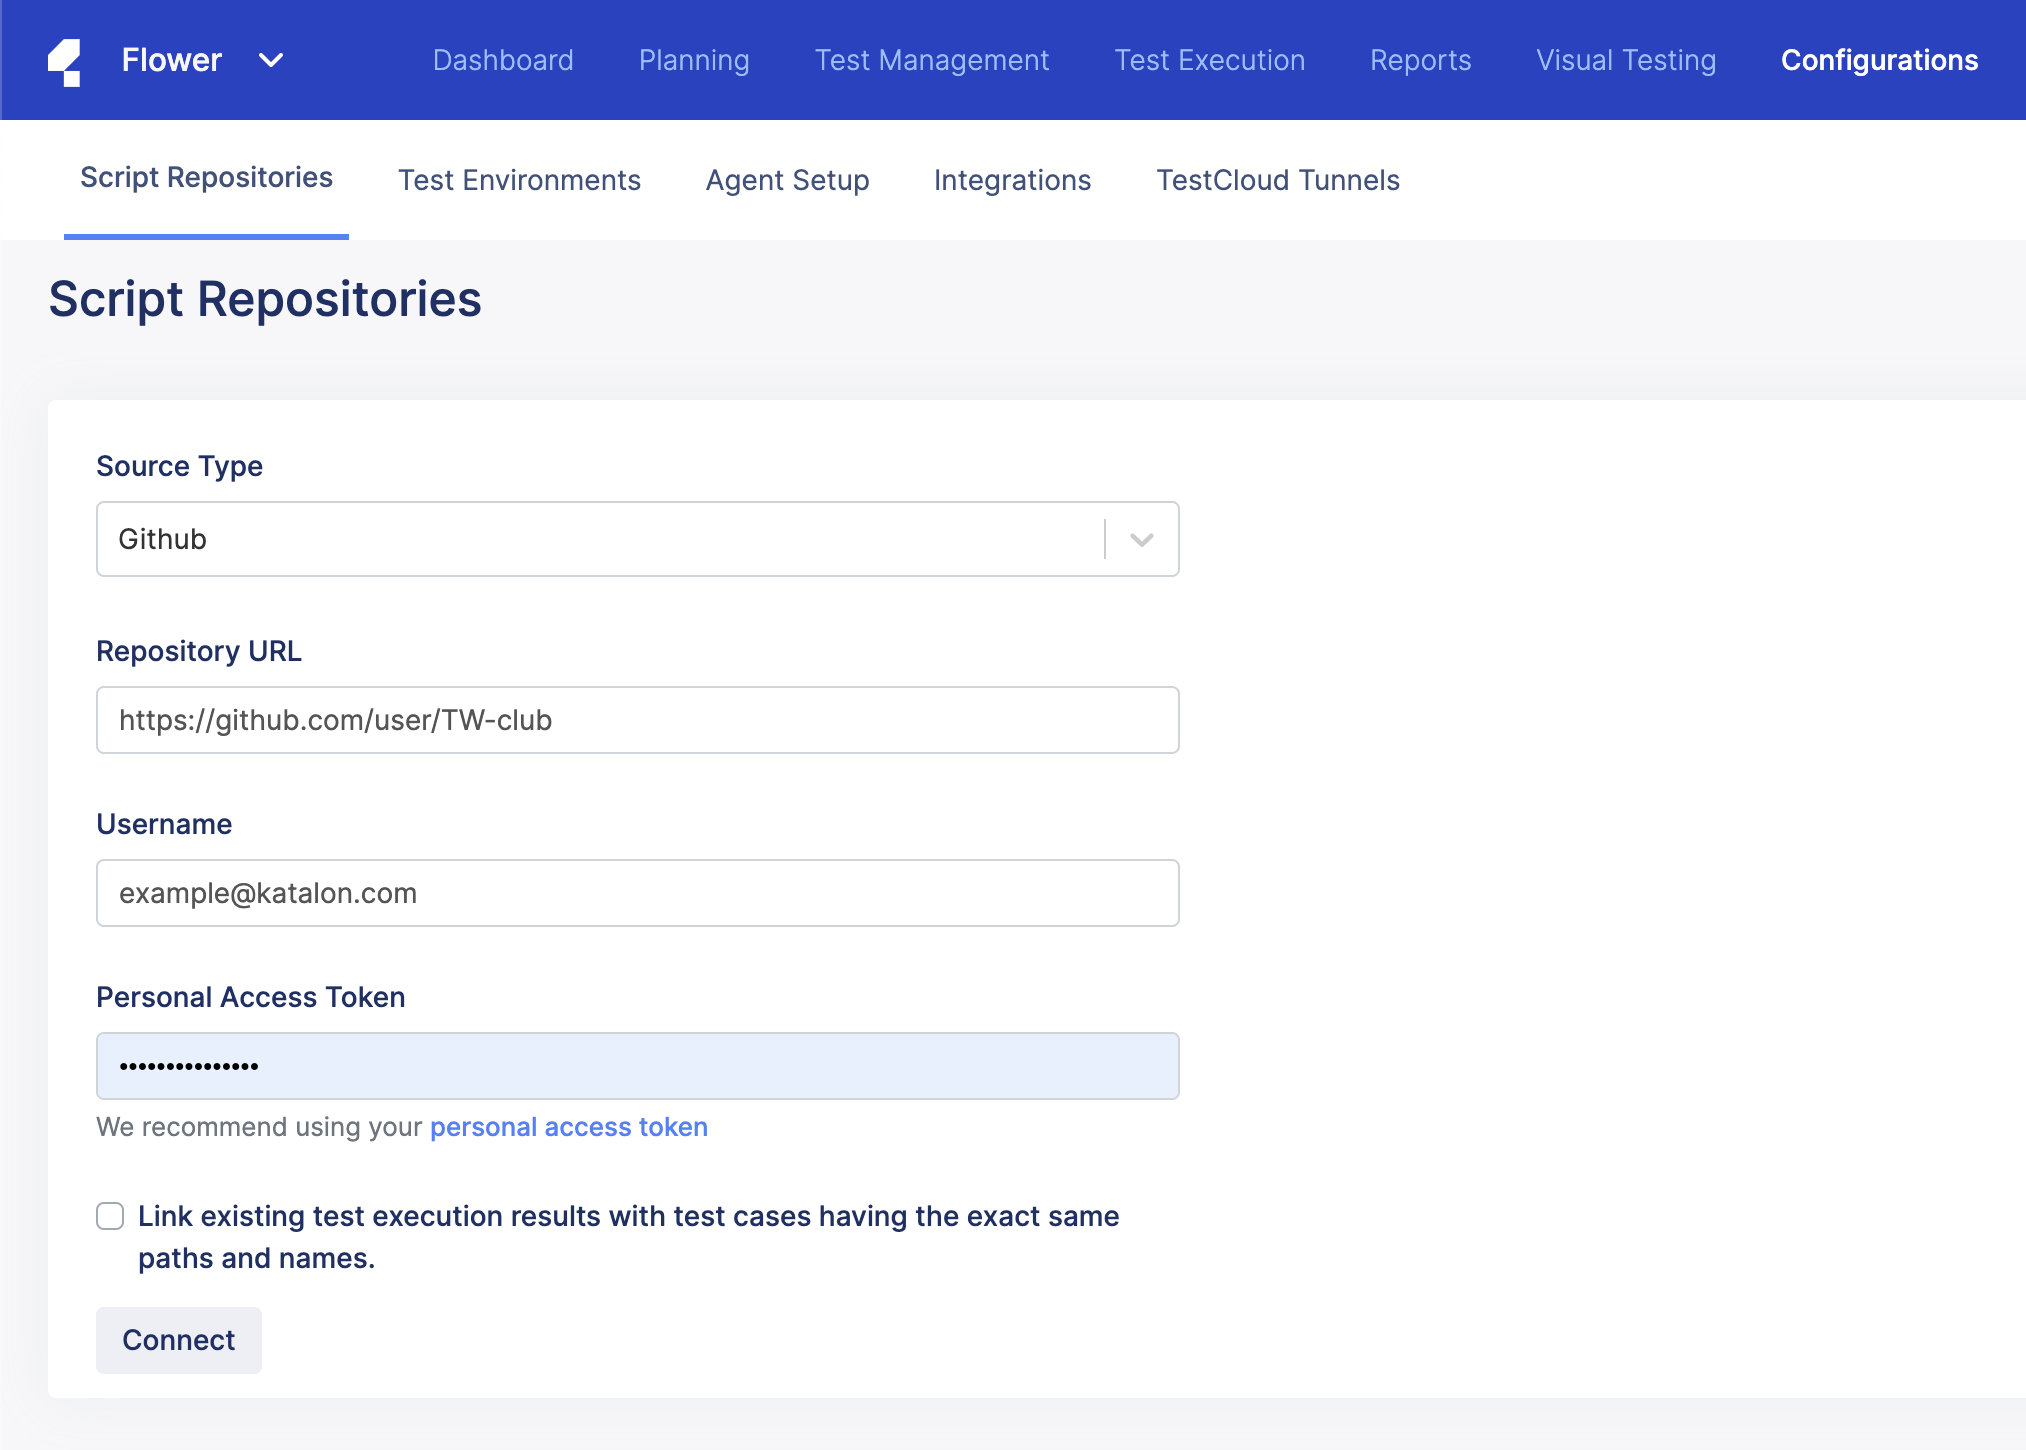 Flower Dashboard Planning Test Management Test Execution Reports Visual Testing Configurations
Script Repositories Test Environments Agent Setup Integrations TestCloud Tunnels
Script Repositories
Source Type
Github
Repository URL
https://github.com/user/TW-club
Username
example@katalon.com
Personal Access Token
•••••••••••••••
We recommend using your personal access token
Link existing test execution results with test cases having the exact same
paths and names.
Connect